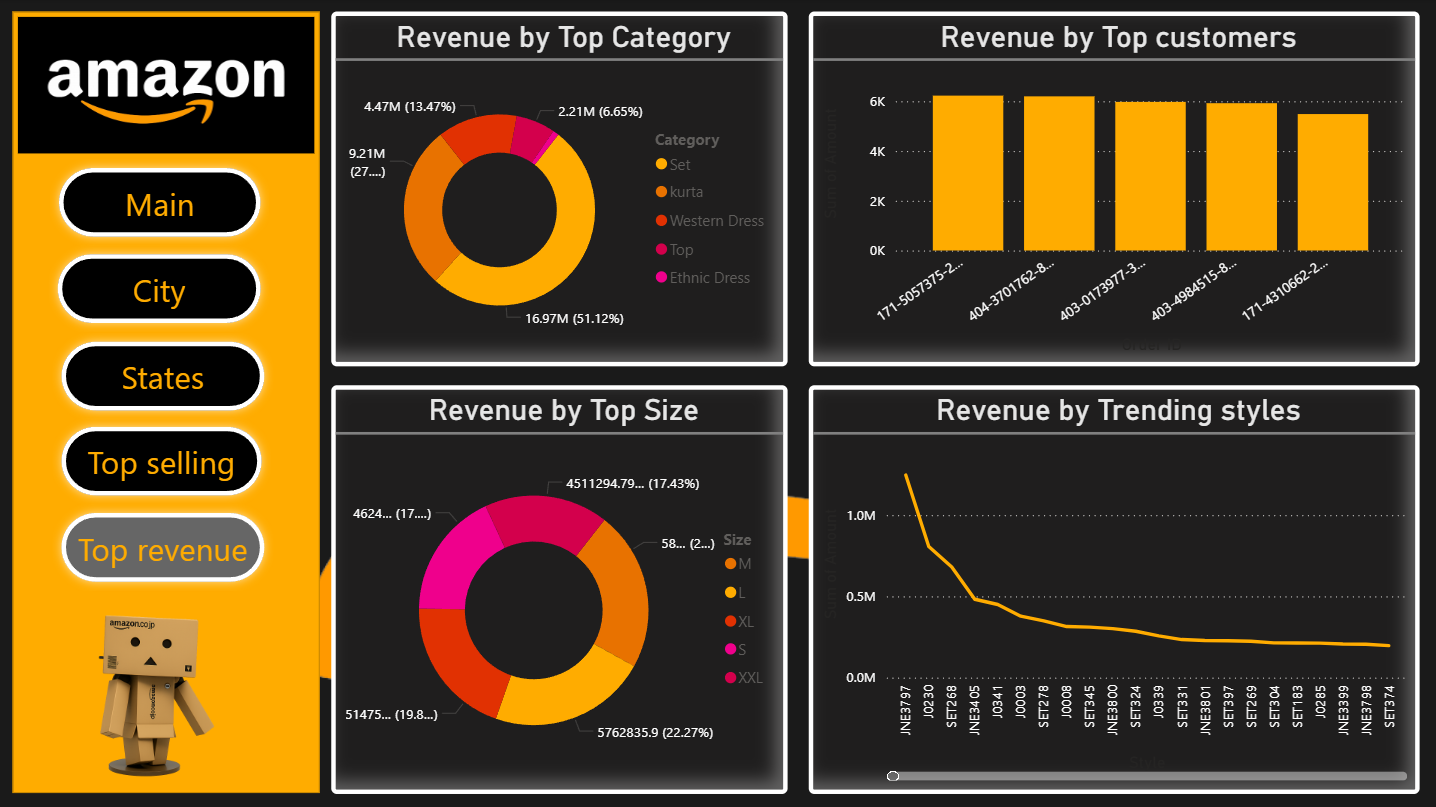 amazon
Main
City
States
Top selling
Top revenue
amazon.co.jp
Revenue by Top Category
4.47M (13.47%)
2.21M (6.65%)
9.21M
(27....)
16.97M (51.12%)
Category
Set
kurta
Western Dress
Top
Ethnic Dress
Revenue by Top customers
Sum of Amount
6K
4K
2K
0K
171-5057375-2...
404-3701762-8...
403-0173977-3...
403-4984515-8...
171-4310662-2...
Order ID
Revenue by Top Size
4511294.79... (17.43%)
4624... (17....)
58... (2...)
51475... (19.8...)
5762835.9 (22.27%)
Size
M
L
XL
S
XXL
Revenue by Trending styles
Sum of Amount
1.0M
0.5M
0.0M
JNE3797
J0230
SET268
JNE3405
J0341
J0003
SET278
J0008
SET345
JNE3800
SET324
J0339
SET331
JNE3801
SET397
SET269
SET304
SET183
J0285
JNE3399
JNE3798
SET374
Style